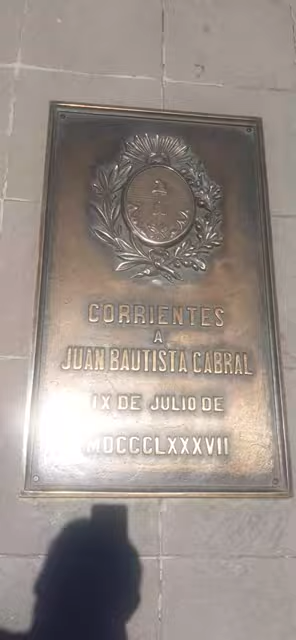 CORRIENTES
A
JUAN BAUTISTA CABRAL
IX DE JULIO DE
MDCCCLXXXVII